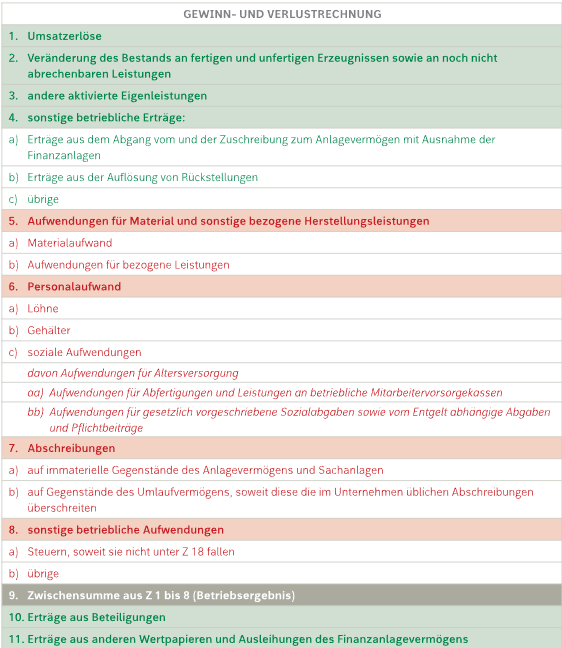 GEWINN- UND VERLUSTRECHNUNG
1. Umsatzerlöse
2. Veränderung des Bestands an fertigen und unfertigen Erzeugnissen sowie an noch nicht
abrechenbaren Leistungen
3. andere aktivierte Eigenleistungen
4. sonstige betriebliche Erträge:
a) Erträge aus dem Abgang vom und der Zuschreibung zum Anlagevermögen mit Ausnahme der
Finanzanlagen
b) Erträge aus der Auflösung von Rückstellungen
c) übrige
5. Aufwendungen für Material und sonstige bezogene Herstellungsleistungen
a) Materialaufwand
b) Aufwendungen für bezogene Leistungen
6. Personalaufwand
a) Löhne
b) Gehälter
c) soziale Aufwendungen
davon Aufwendungen für Altersversorgung
aa) Aufwendungen für Abfertigungen und Leistungen an betriebliche Mitarbeitervorsorgekassen
bb) Aufwendungen für gesetzlich vorgeschriebene Sozialabgaben sowie vom Entgelt abhängige Abgaben
und Pflichtbeiträge
7. Abschreibungen
a) auf immaterielle Gegenstände des Anlagevermögens und Sachanlagen
b) auf Gegenstände des Umlaufvermögens, soweit diese die im Unternehmen üblichen Abschreibungen
überschreiten
8. sonstige betriebliche Aufwendungen
a) Steuern, soweit sie nicht unter Z 18 fallen
b) übrige
9. Zwischensumme aus Z 1 bis 8 (Betriebsergebnis)
10. Erträge aus Beteiligungen
11. Erträge aus anderen Wertpapieren und Ausleihungen des Finanzanlagevermögens